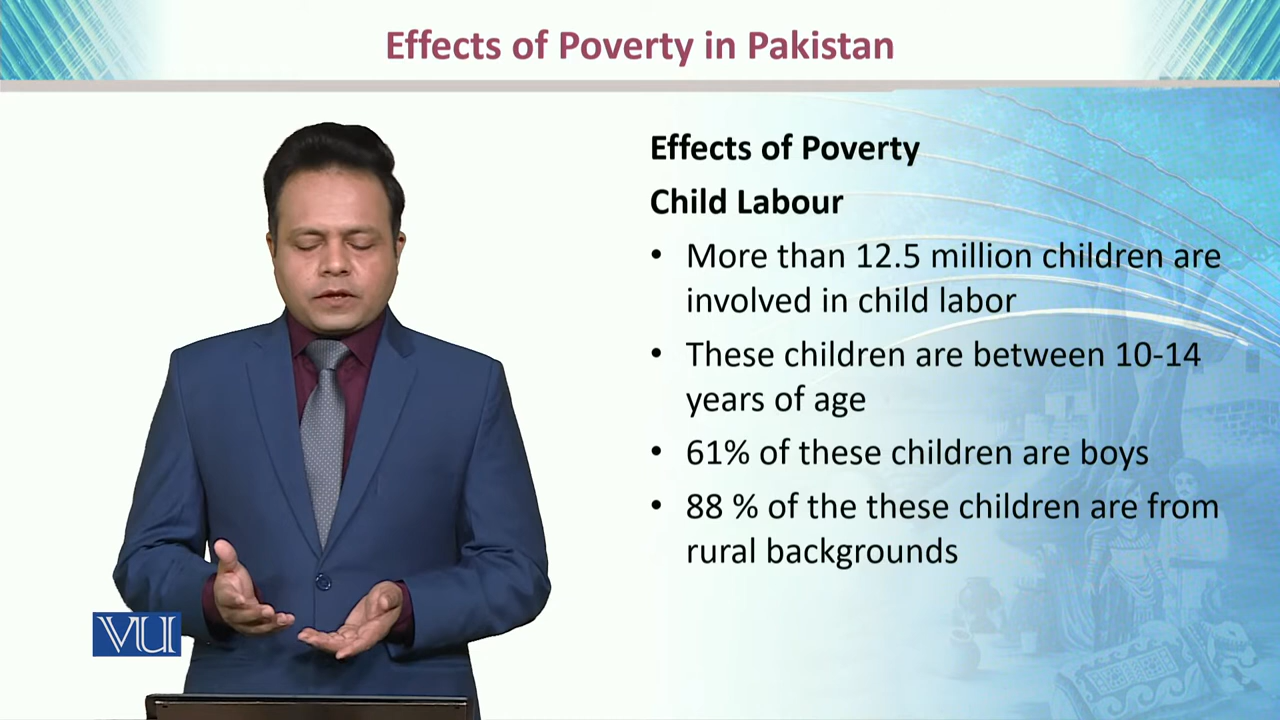 Effects of Poverty in Pakistan
Effects of Poverty
Child Labour
• More than 12.5 million children are
involved in child labor
• These children are between 10-14
years of age
• 61% of these children are boys
• 88 % of the these children are from
rural backgrounds
VU